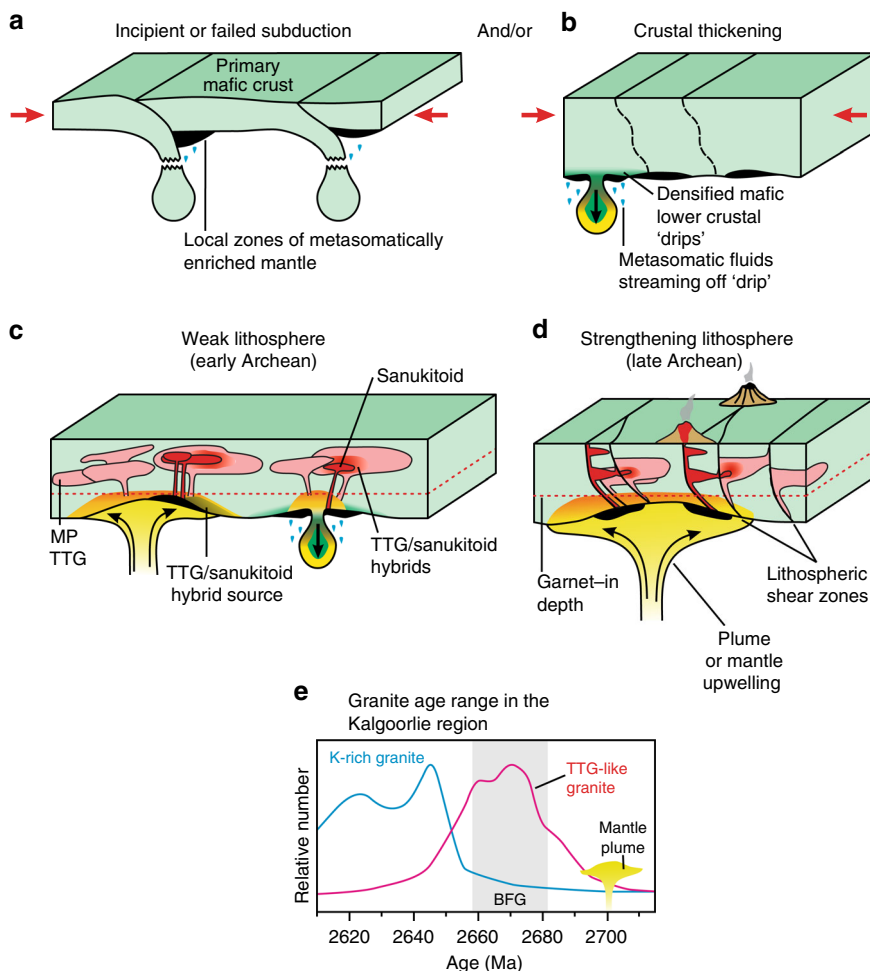 a
Incipient or failed subduction
And/or
b
Crustal thickening
Primary
mafic crust
Local zones of metasomatically
enriched mantle
Densified mafic
lower crustal
‘drips’
Metasomatic fluids
streaming off ‘drip’
c
Weak lithosphere
(early Archean)
Sanukitoid
MP
TTG
TTG/sanukitoid
hybrid source
TTG/sanukitoid
hybrids
d
Strengthening lithosphere
(late Archean)
Garnet–in
depth
Lithospheric
shear zones
Plume
or mantle
upwelling
e
Granite age range in the
Kalgoorlie region
K-rich granite
TTG-like
granite
Mantle
plume
BFG
Relative number
2620 2640 2660 2680 2700
Age (Ma)